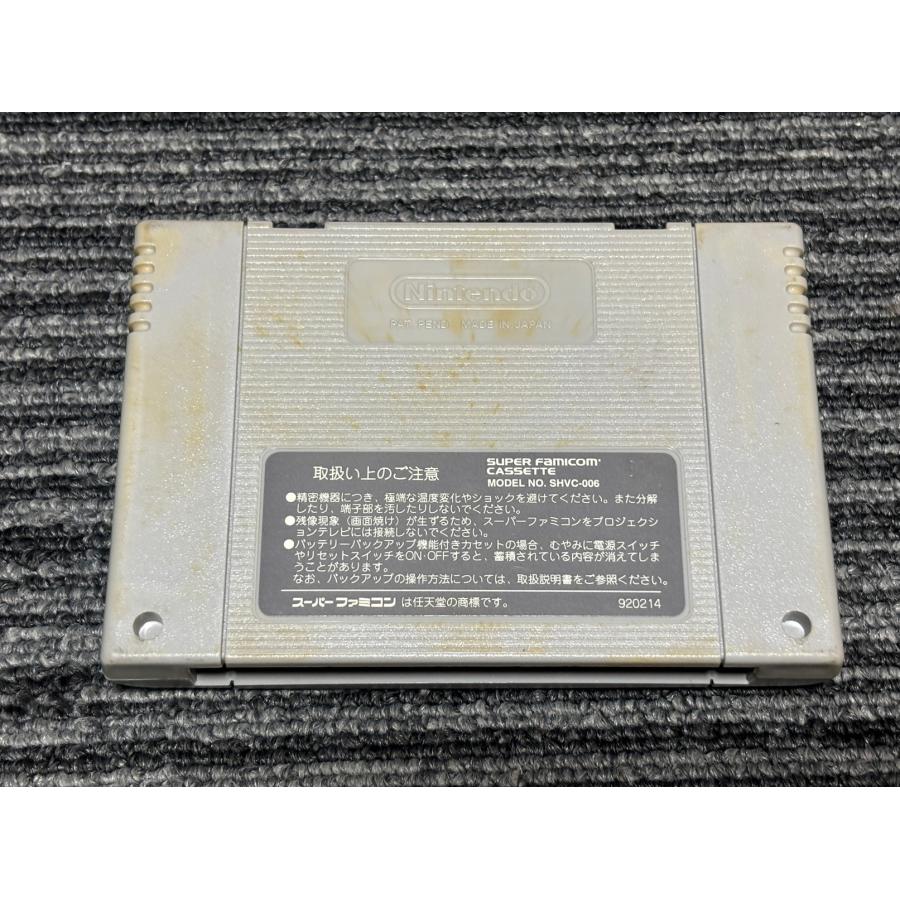 Nintendo
PAT. PEND. MADE IN JAPAN
取扱い上のご注意
SUPER FAMICOM
CASSETTE
MODEL NO. SHVC-006
●精密機器につき、極端な温度変化やショックを避けてください。また分解
したり、端子部を汚したりしないでください。
●残像現象（画面焼け）が生ずるため、スーパーファミコンをプロジェクシ
ョンテレビには接続しないでください。
●バッテリーバックアップ機能付きカセットの場合、むやみに電源スイッチ
やリセットスイッチをON・OFFすると、蓄積されている内容が消えてしま
うことがあります。
なお、バックアップの操作方法については、取扱説明書をご参照ください。
スーパーファミコン は任天堂の商標です。
920214